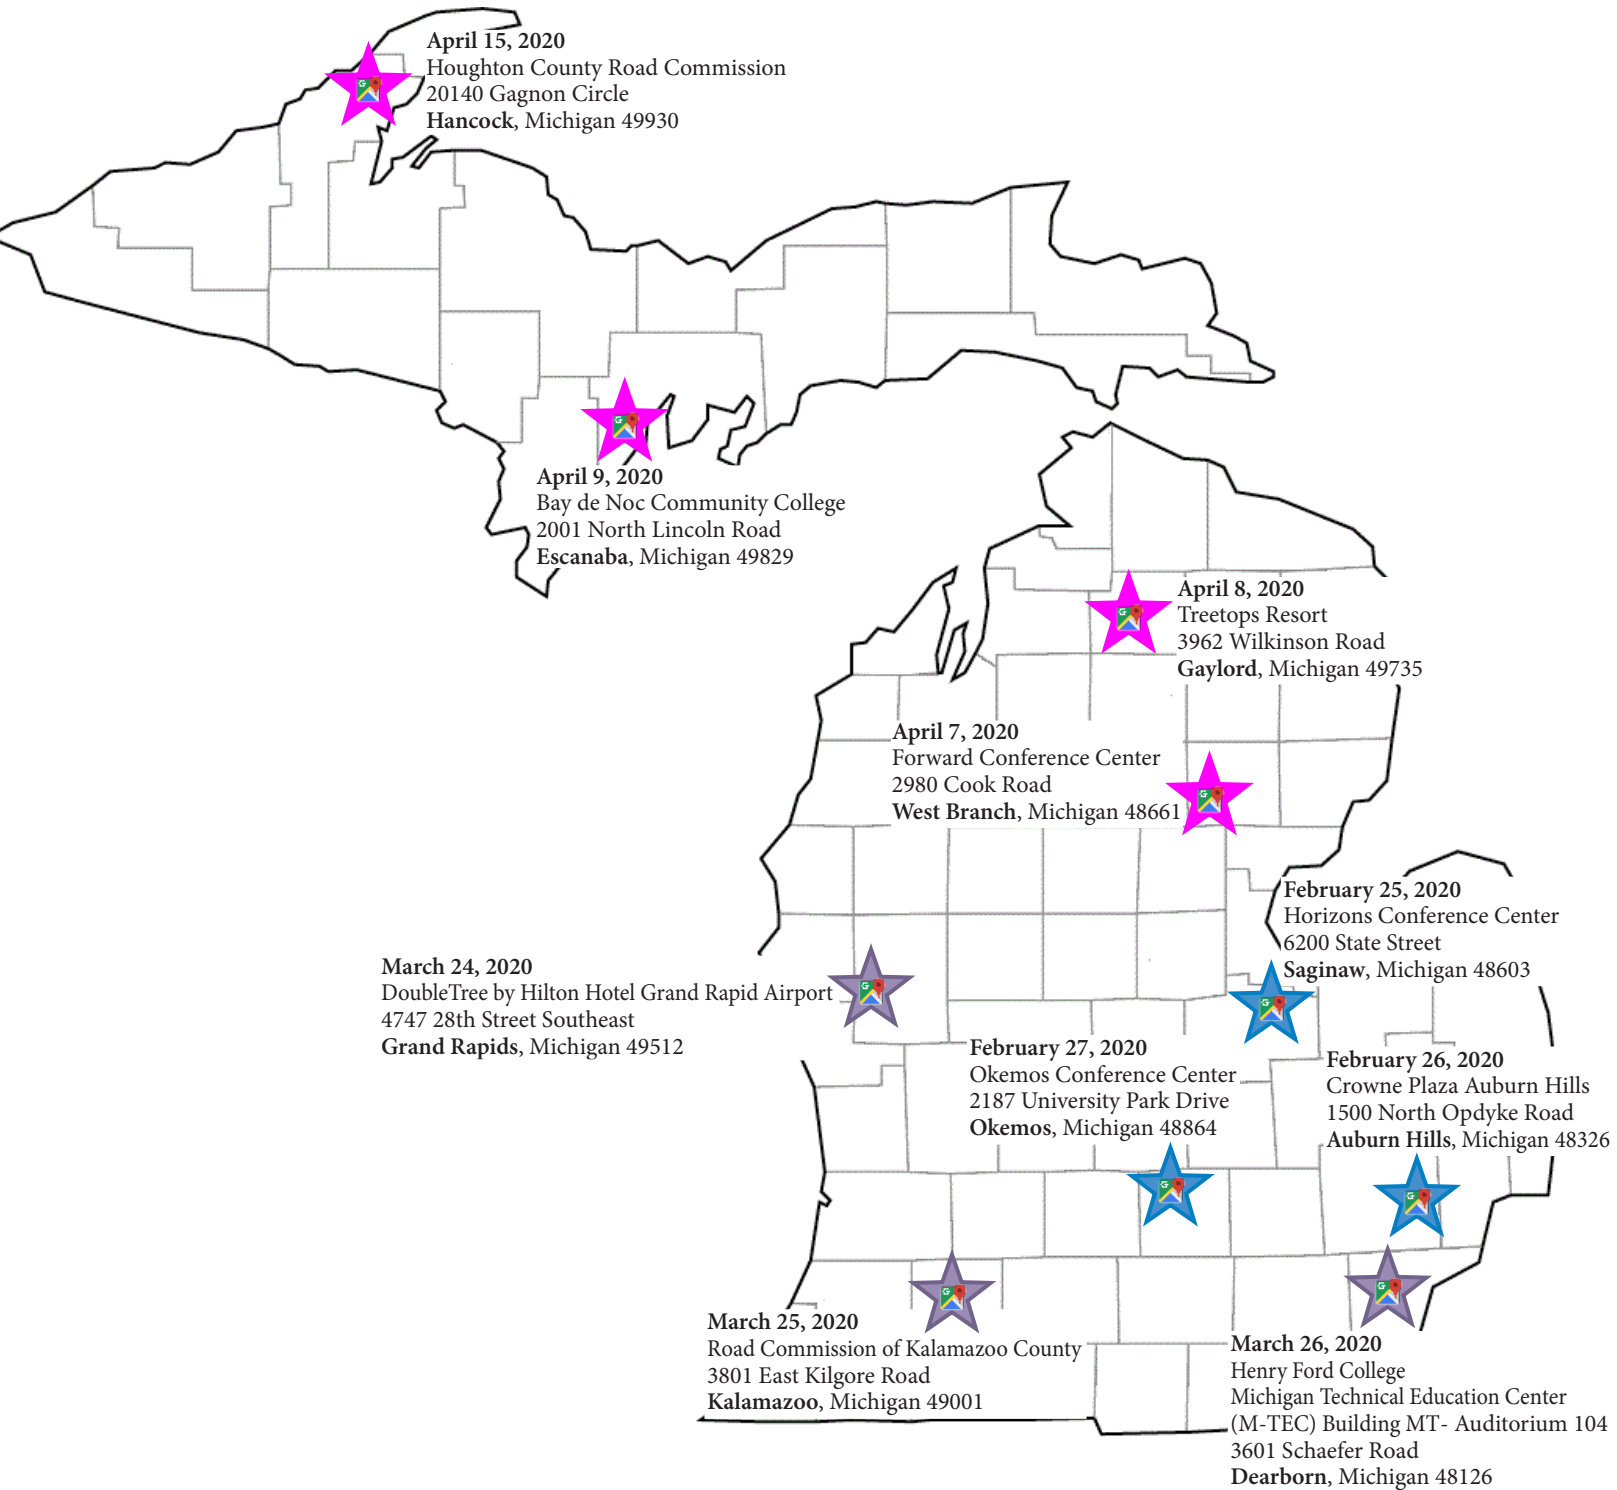 April 15, 2020
Houghton County Road Commission
20140 Gagnon Circle
Hancock, Michigan 49930
April 9, 2020
Bay de Noc Community College
2001 North Lincoln Road
Escanaba, Michigan 49829
April 8, 2020
Treetops Resort
3962 Wilkinson Road
Gaylord, Michigan 49735
April 7, 2020
Forward Conference Center
2980 Cook Road
West Branch, Michigan 48661
February 25, 2020
Horizons Conference Center
6200 State Street
Saginaw, Michigan 48603
March 24, 2020
DoubleTree by Hilton Hotel Grand Rapid Airport
4747 28th Street Southeast
Grand Rapids, Michigan 49512
February 27, 2020
Okemos Conference Center
2187 University Park Drive
Okemos, Michigan 48864
February 26, 2020
Crowne Plaza Auburn Hills
1500 North Opdyke Road
Auburn Hills, Michigan 48326
March 25, 2020
Road Commission of Kalamazoo County
3801 East Kilgore Road
Kalamazoo, Michigan 49001
March 26, 2020
Henry Ford College
Michigan Technical Education Center
(M-TEC) Building MT- Auditorium 104
3601 Schaefer Road
Dearborn, Michigan 48126